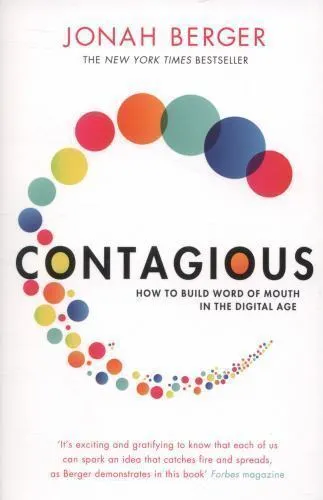 JONAH BERGER
THE NEW YORK TIMES BESTSELLER
CONTAGIOUS
HOW TO BUILD WORD OF MOUTH
IN THE DIGITAL AGE
‘It’s exciting and gratifying to know that each of us
can spark an idea that catches fire and spreads,
as Berger demonstrates in this book’ Forbes magazine